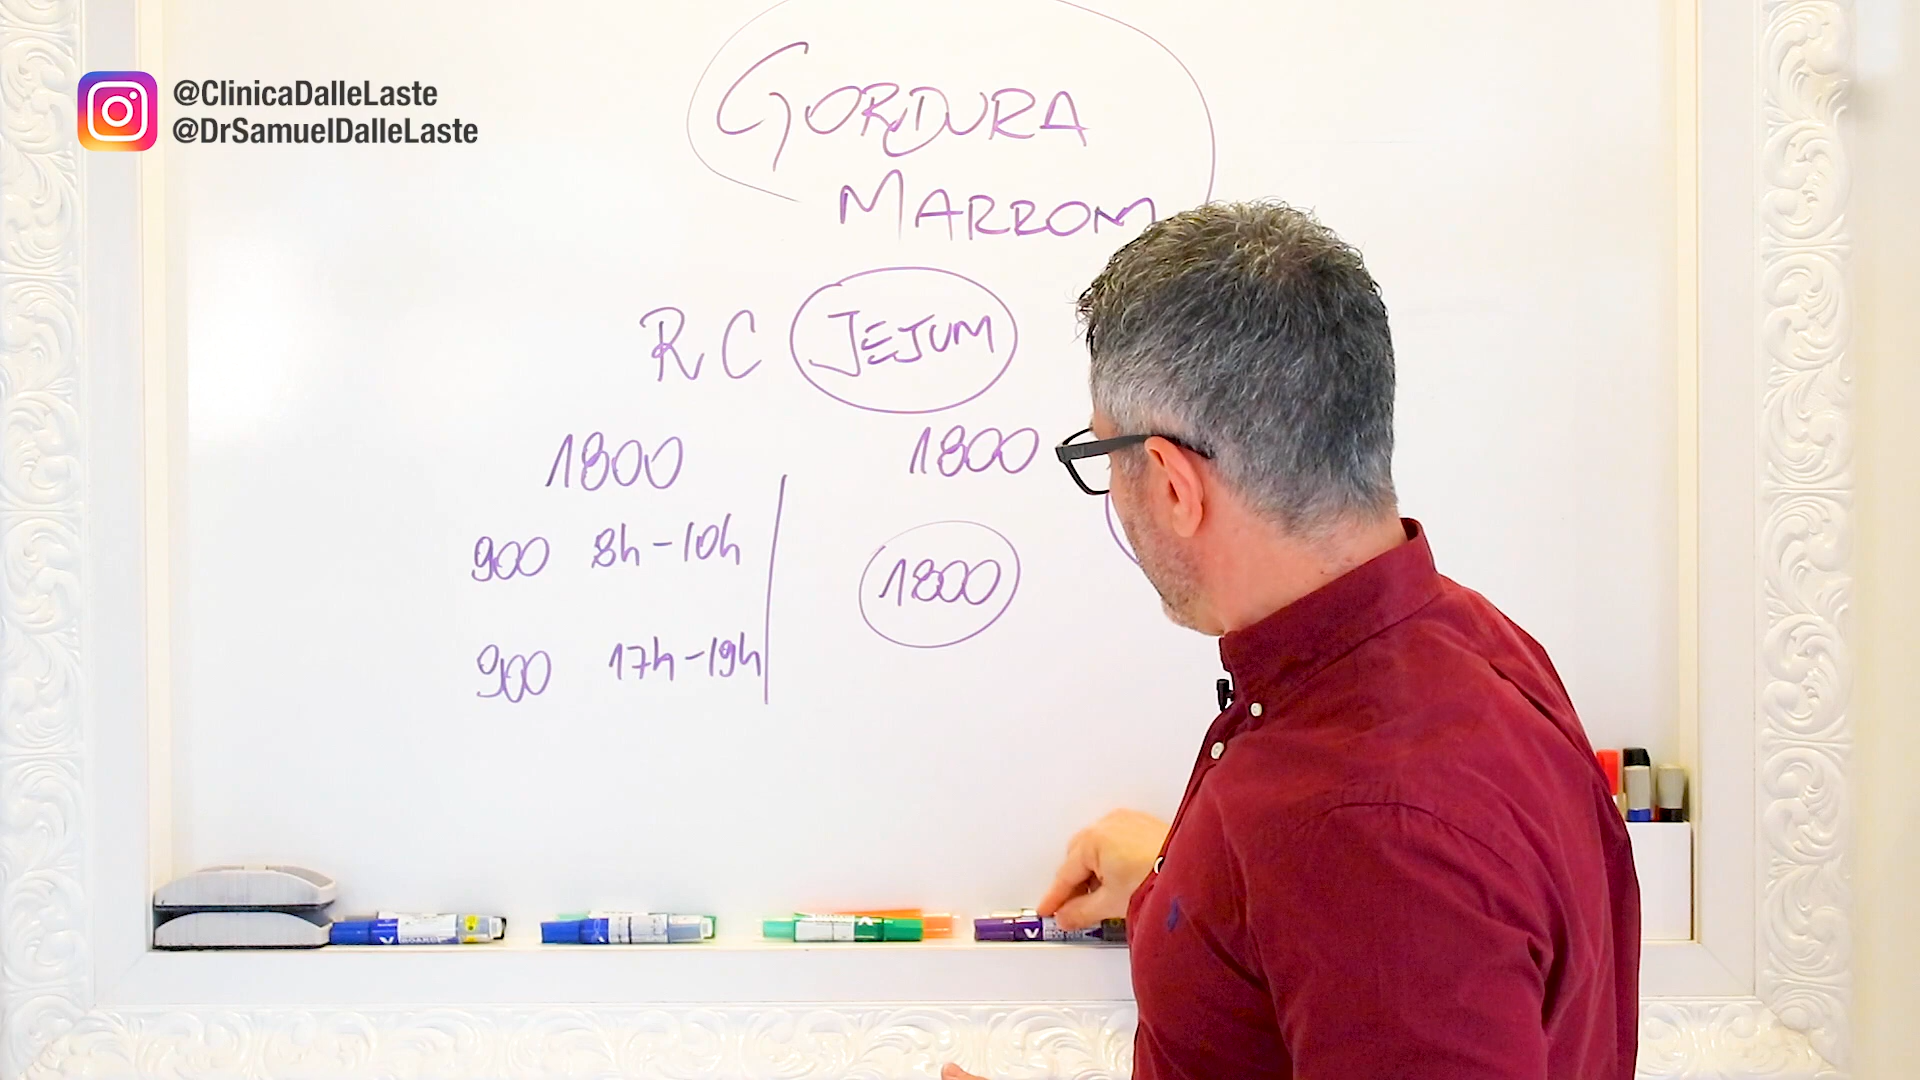 @ClinicaDalleLaste
@DrSamuelDalleLaste
GORDURA
MARROM
RC JEJUM
1800 1800
900 8h-10h 1800
900 17h-19h